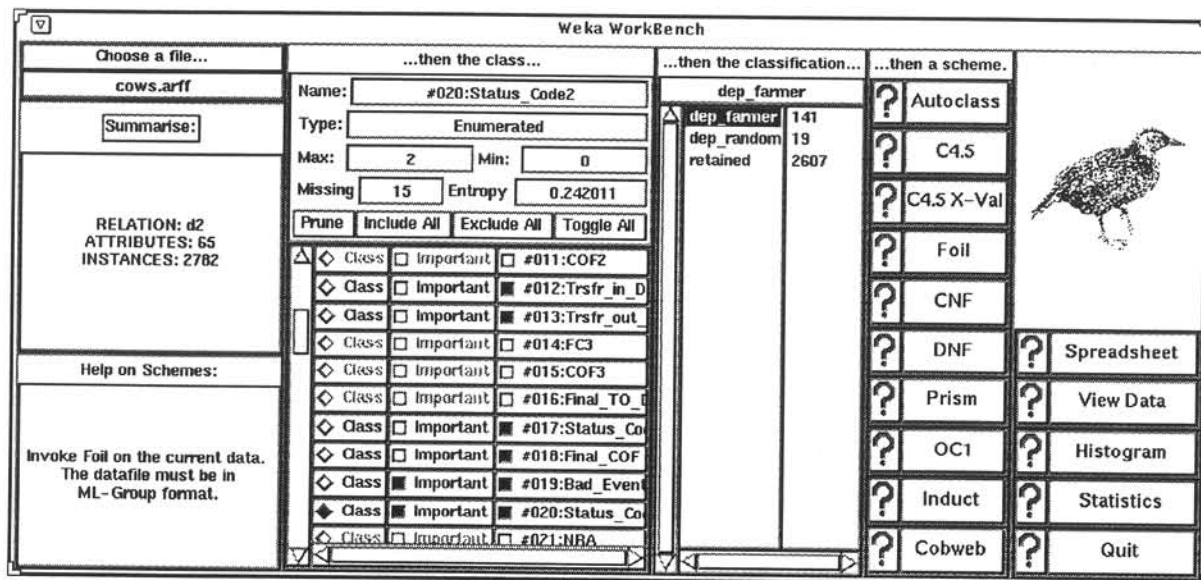 Weka WorkBench
Choose a file...
cows.arff
Summarise:
RELATION: d2
ATTRIBUTES: 65
INSTANCES: 2782
Help on Schemes:
Invoke Foil on the current data.
The datafile must be in
ML-Group format.
...then the class...
Name: #020:Status_Code2
Type: Enumerated
Max: 2 Min: 0
Missing 15 Entropy 0.242011
Prune Include All Exclude All Toggle All
Class Important #011:COF2
Class Important #012:Trsfr_in_D
Class Important #013:Trsfr_out_
Class Important #014:FC3
Class Important #015:COF3
Class Important #016:Final_TO_D
Class Important #017:Status_Co
Class Important #018:Final_COF
Class Important #019:Bad_Event
Class Important #020:Status_Co
Class Important #021:NRA
...then the classification...
dep_farmer
dep_farmer 141
dep_random 19
retained 2607
...then a scheme.
? Autoclass
? C4.5
? C4.5 X-Val
? Foil
? CNF
? DNF
? Prism
? OC1
? Induct
? Cobweb
? Spreadsheet
? View Data
? Histogram
? Statistics
? Quit